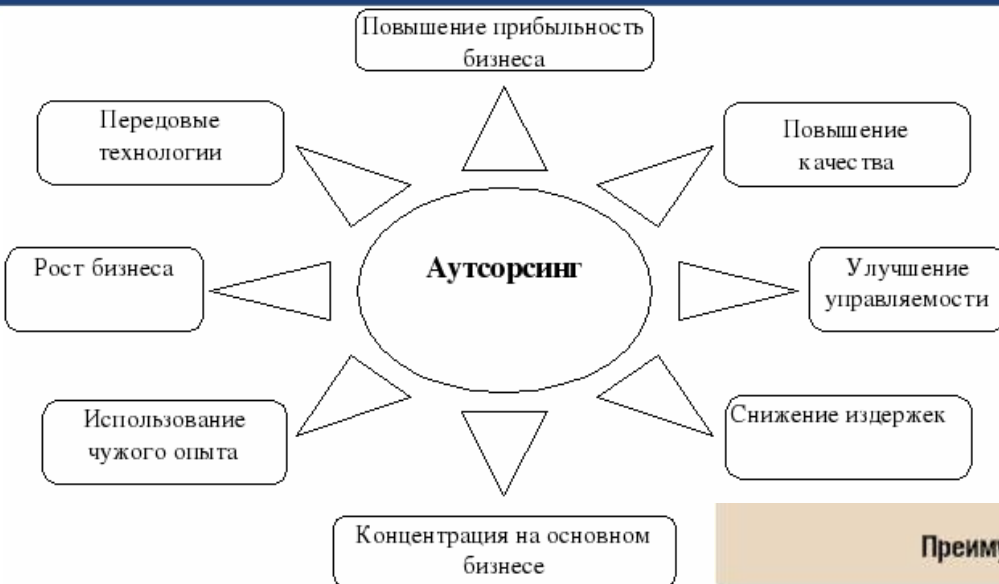 Повышение прибыльность
бизнеса
Передовые
технологии
Повышение
качества
Рост бизнеса
Аутсорсинг
Улучшение
управляемости
Использование
чужого опыта
Снижение издержек
Концентрация на основном
бизнесе
Преиму